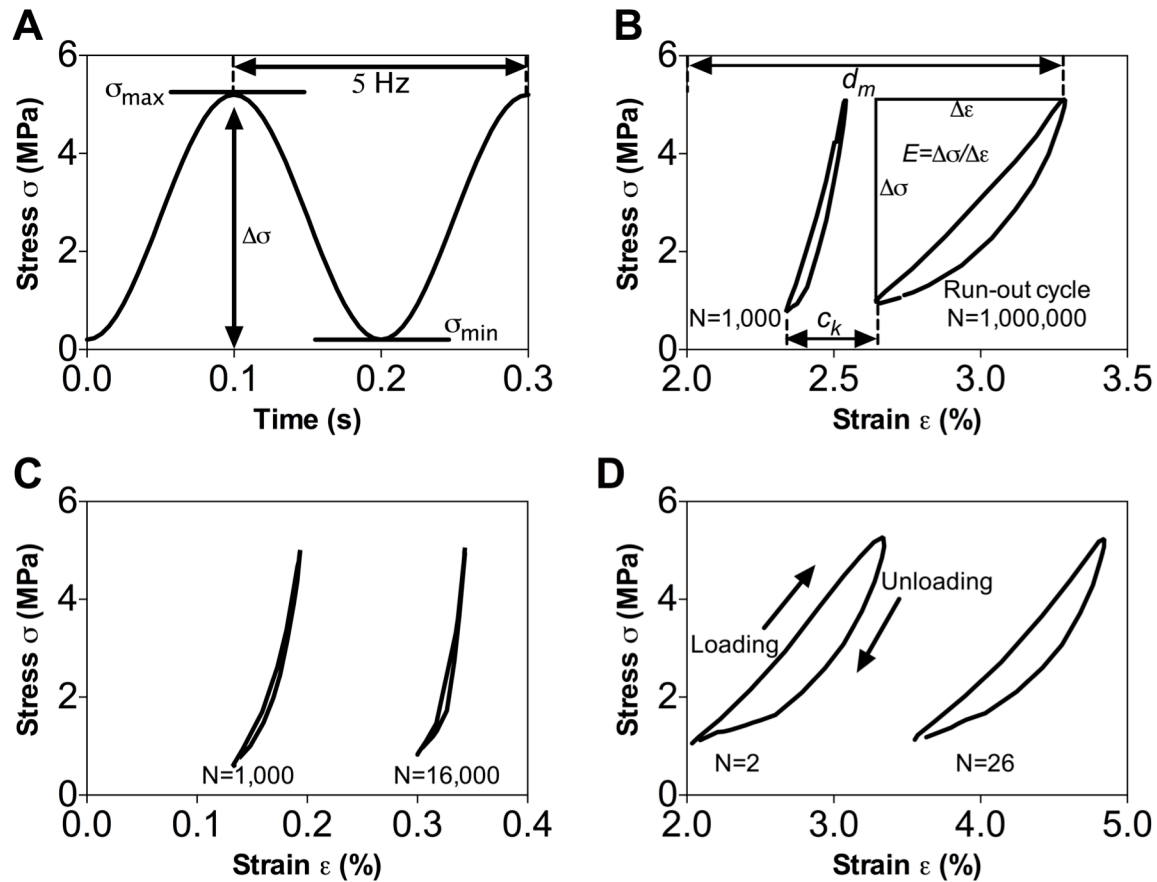 A
6
4
2
0
Stress σ (MPa)
σmax
5 Hz
Δσ
σmin
0.0
0.1
0.2
0.3
Time (s)
B
6
4
2
0
Stress σ (MPa)
dm
Δε
E=Δσ/Δε
Δσ
Run-out cycle
N=1,000,000
N=1,000
ck
2.0
2.5
3.0
3.5
Strain ε (%)
C
6
4
2
0
Stress σ (MPa)
N=1,000
N=16,000
0.0
0.1
0.2
0.3
0.4
Strain ε (%)
D
6
4
2
0
Stress σ (MPa)
Unloading
Loading
N=2
N=26
2.0
3.0
4.0
5.0
Strain ε (%)